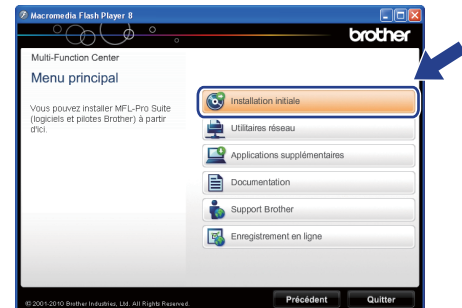 Macromedia Flash Player 8
brother
Multi-Function Center
Menu principal
Vous pouvez installer MFL-Pro Suite
(logiciels et pilotes Brother) à partir
d'ici.
Installation initiale
Utilitaires réseau
Applications supplémentaires
Documentation
Support Brother
Enregistrement en ligne
© 2001-2010 Brother Industries, Ltd. All Rights Reserved.
Précédent
Quitter